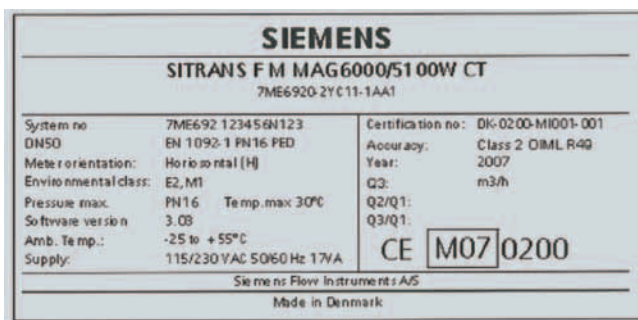 SIEMENS
SITRANS F M MAG6000/5100W CT
7ME6920-2YC11-1AA1
System no 7ME692 123456N123
DN50 EN 1092-1 PN16 PED
Meter orientation: Horiosontal (H)
Environmental class: E2, M1
Pressure max. PN16 Temp.max 30°C
Software version 3.03
Amb. Temp.: -25 to +55°C
Supply: 115/230 VAC 50/60 Hz 17VA
Certification no: DK-0200-MI001-001
Accuracy: Class 2 OIML R49
Year: 2007
Q3: m3/h
Q2/Q1:
Q3/Q1:
CE M07 0200
Siemens Flow Instruments A/S
Made in Denmark